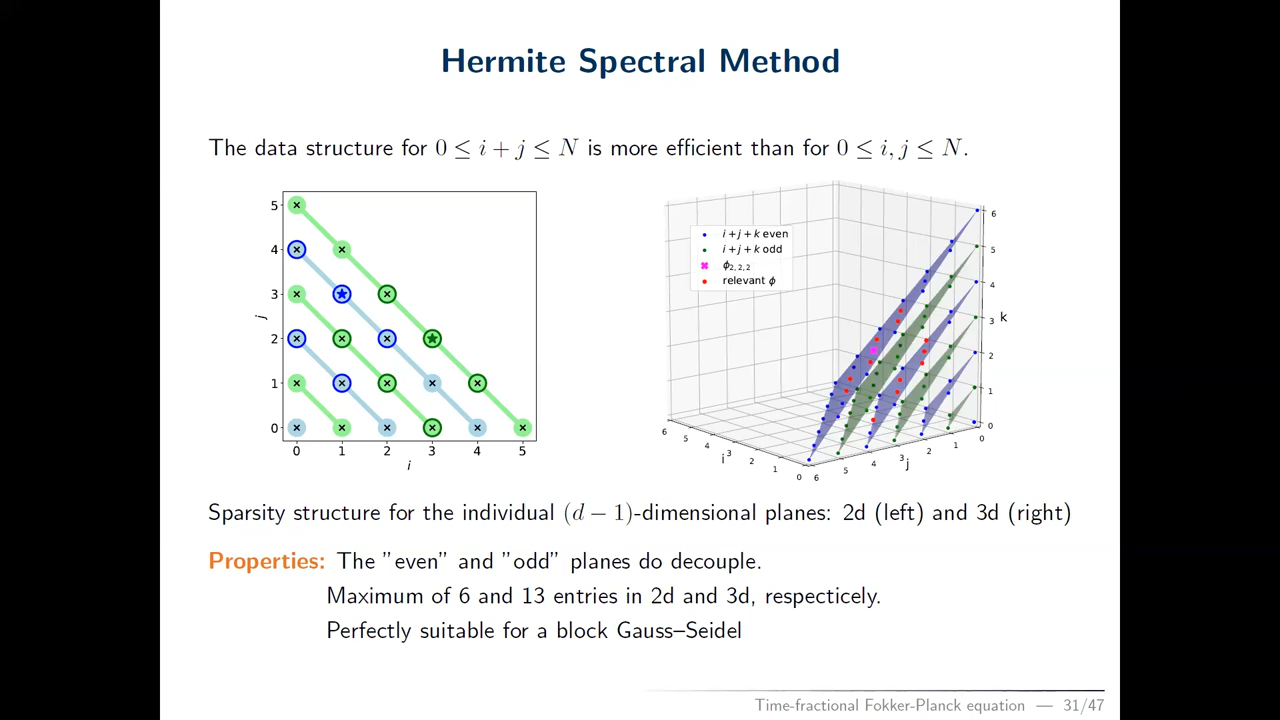 Hermite Spectral Method
The data structure for 0 ≤ i + j ≤ N is more efficient than for 0 ≤ i, j ≤ N.
5
4
3
2
1
0
j
0 1 2 3 4 5
i
i + j + k even
i + j + k odd
ϕ2, 2, 2
relevant ϕ
6
5
4
3
2
1
0
k
6 5 4 3 2 1 0
i
6 5 4 3 2 1 0
j
Sparsity structure for the individual (d − 1)-dimensional planes: 2d (left) and 3d (right)
Properties: The ”even” and ”odd” planes do decouple.
Maximum of 6 and 13 entries in 2d and 3d, respecticely.
Perfectly suitable for a block Gauss–Seidel
Time-fractional Fokker-Planck equation — 31/47